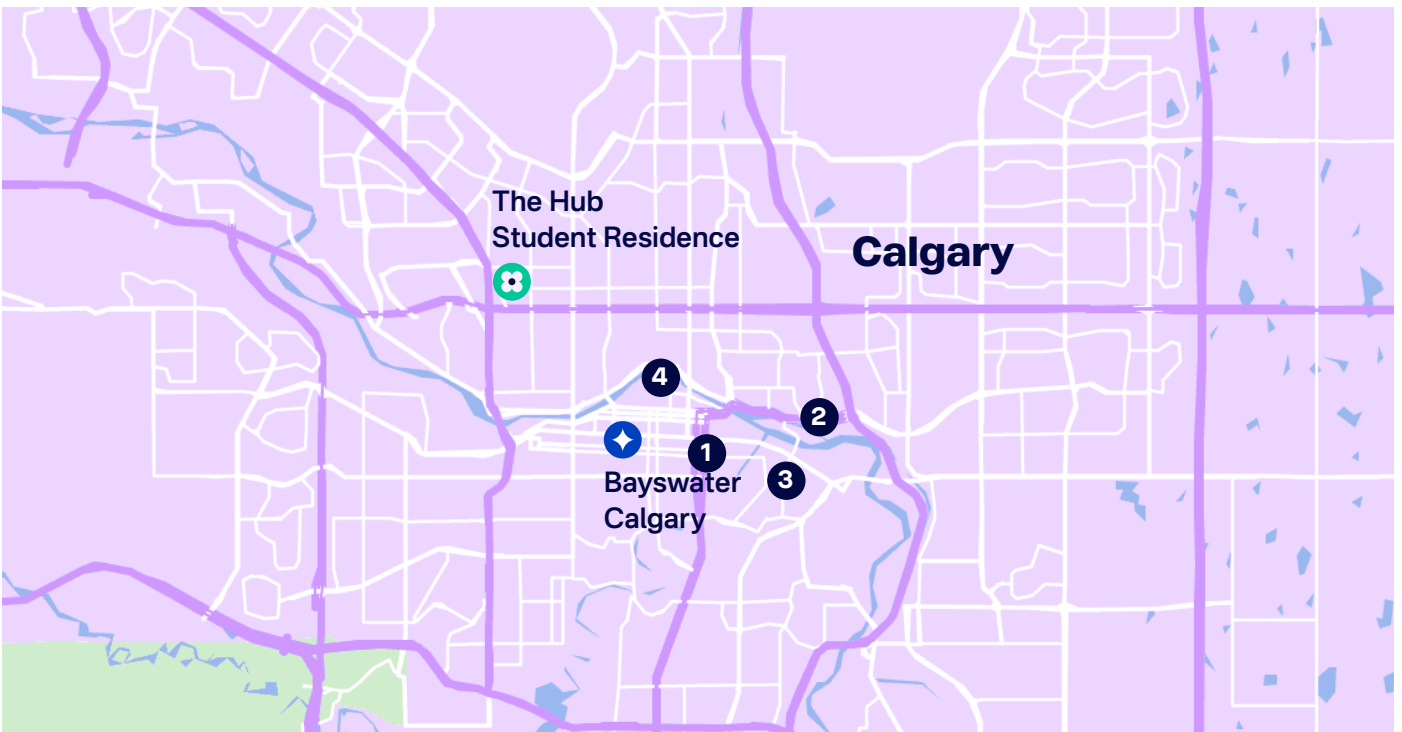 The Hub
Student Residence
Calgary
4
2
1
3
Bayswater
Calgary